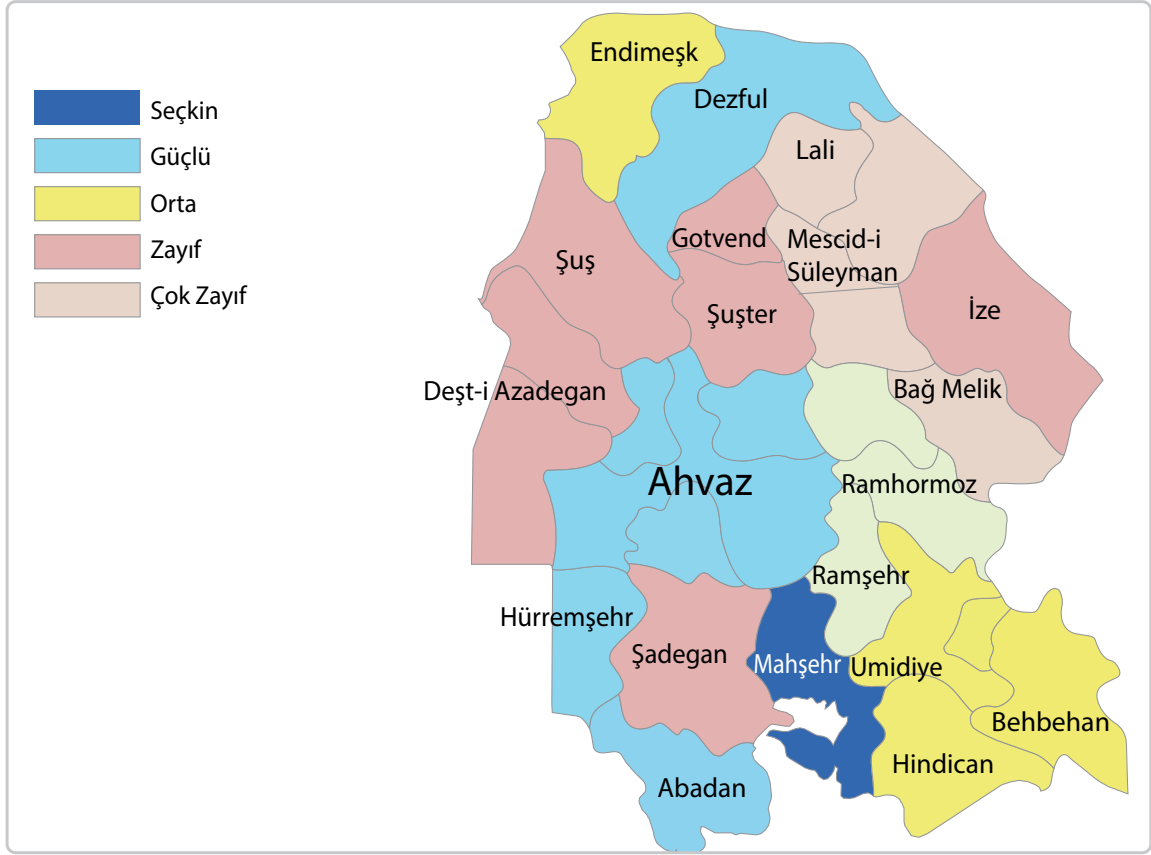 Seçkin
Güçlü
Orta
Zayıf
Çok Zayıf
Endimeşk
Dezful
Lali
Gotvend
Mescid-i
Süleyman
Şuş
Şuşter
İze
Deşt-i Azadegan
Bağ Melik
Ahvaz
Ramhormoz
Ramşehr
Hürremşehr
Şadegan
Mahşehr
Umidiye
Behbehan
Hindican
Abadan